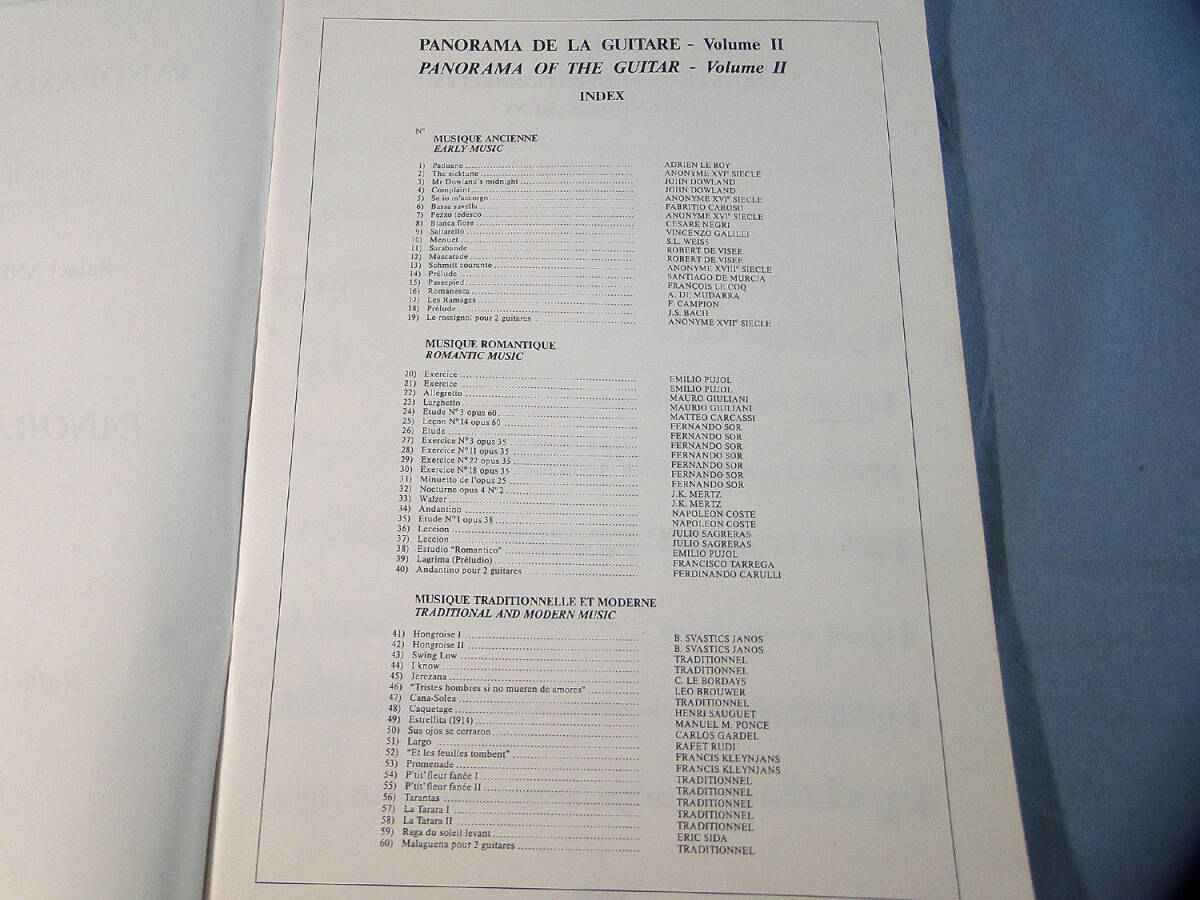 PANORAMA DE LA GUITARE - Volume II
PANORAMA OF THE GUITAR - Volume II
INDEX
N°
MUSIQUE ANCIENNE
EARLY MUSIC
1) Paduane ADRIEN LE ROY
2) The sicktune ANONYME XVIe SIECLE
3) Mr Dowland's midnight JOHN DOWLAND
4) Complaint JOHN DOWLAND
5) Se io m'accorgo ANONYME XVIe SIECLE
6) Bassa savella FABRITIO CAROSO
7) Pezzo tedesco ANONYME XVIe SIECLE
8) Bianca fiore CESARE NEGRI
9) Saltarello VINCENZO GALILEI
10) Menuet S.L. WEISS
11) Sarabande ROBERT DE VISEE
12) Mascarade ROBERT DE VISEE
13) Schmitt courante ANONYME XVIIIe SIECLE
14) Prélude SANTIAGO DE MURCIA
15) Passepied FRANÇOIS LE COQ
16) Romanesca A. DE MUDARRA
17) Les Ramages F. CAMPION
18) Prélude J.S. BACH
19) Le rossignol pour 2 guitares ANONYME XVIIe SIECLE
MUSIQUE ROMANTIQUE
ROMANTIC MUSIC
20) Exercice EMILIO PUJOL
21) Exercice EMILIO PUJOL
22) Allegretto MAURO GIULIANI
23) Larghetto MAURIO GIULIANI
24) Etude N°3 opus 60 MATTEO CARCASSI
25) Leçon N°14 opus 60 FERNANDO SOR
26) Etude FERNANDO SOR
27) Exercice N°3 opus 35 FERNANDO SOR
28) Exercice N°11 opus 35 FERNANDO SOR
29) Exercice N°22 opus 35 FERNANDO SOR
30) Exercice N°18 opus 35 FERNANDO SOR
31) Minuetto de l'opus 25 FERNANDO SOR
32) Nocturne opus 4 N°2 J.K. MERTZ
33) Walzer J.K. MERTZ
34) Andantino NAPOLEON COSTE
35) Etude N°1 opus 38 NAPOLEON COSTE
36) Leccion JULIO SAGRERAS
37) Leccion JULIO SAGRERAS
38) Estudio "Romantico" EMILIO PUJOL
39) Lagrima (Préludio) FRANCISCO TARREGA
40) Andantino pour 2 guitares FERDINANDO CARULLI
MUSIQUE TRADITIONNELLE ET MODERNE
TRADITIONAL AND MODERN MUSIC
41) Hongroise I B. SVASTICS JANOS
42) Hongroise II B. SVASTICS JANOS
43) Swing Low TRADITIONNEL
44) I know TRADITIONNEL
45) Jerezana C. LE BORDAYS
46) "Tristes hombres si no mueren de amores" LEO BROUWER
47) Cana-Solea TRADITIONNEL
48) Caquetage HENRI SAUGUET
49) Estrellita (1914) MANUEL M. PONCE
50) Sus ojos se cerraron CARLOS GARDEL
51) Largo RAFET RUDI
52) "Et les feuilles tombent" FRANCIS KLEYNJANS
53) Promenade FRANCIS KLEYNJANS
54) P'tit' fleur fanée I TRADITIONNEL
55) P'tit' fleur fanée II TRADITIONNEL
56) Tarantas TRADITIONNEL
57) La Tarara I TRADITIONNEL
58) La Tarara II TRADITIONNEL
59) Raga du soleil levant ERIC SIDA
60) Malaguena pour 2 guitares TRADITIONNEL